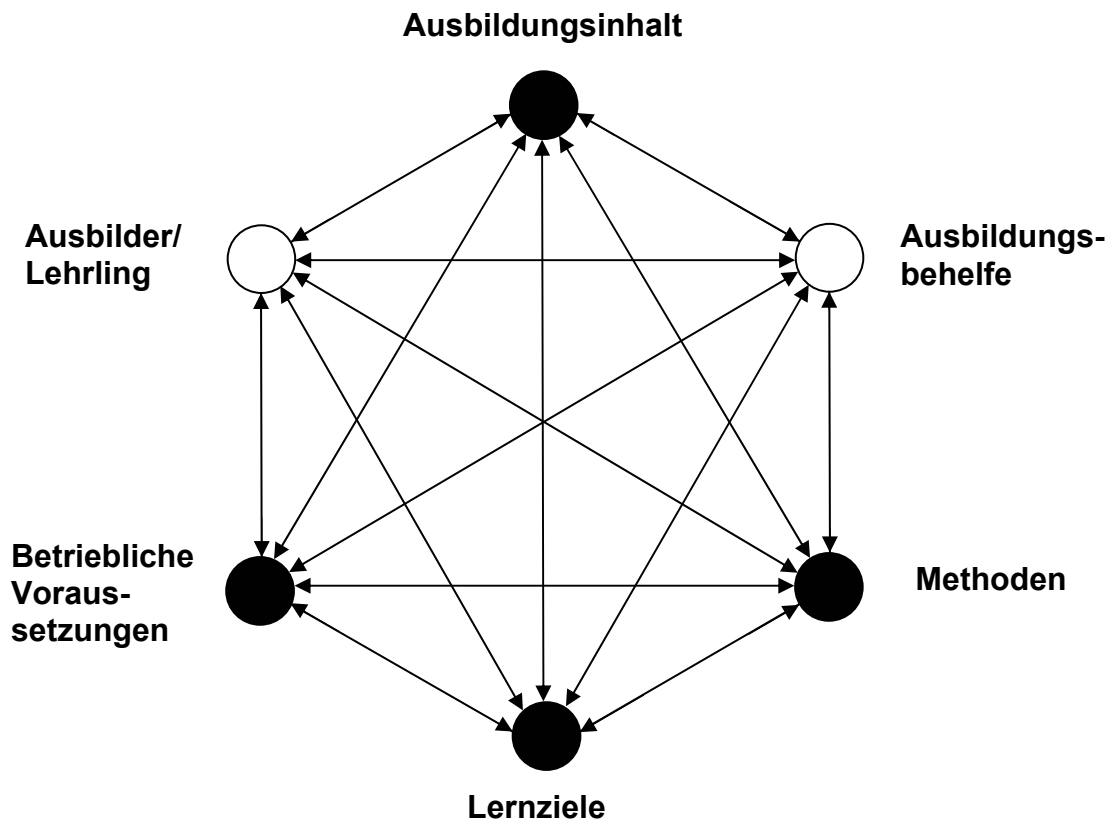 Ausbildungsinhalt
Ausbilder/
Lehrling
Ausbildungs-
behelfe
Betriebliche
Voraus-
setzungen
Methoden
Lernziele